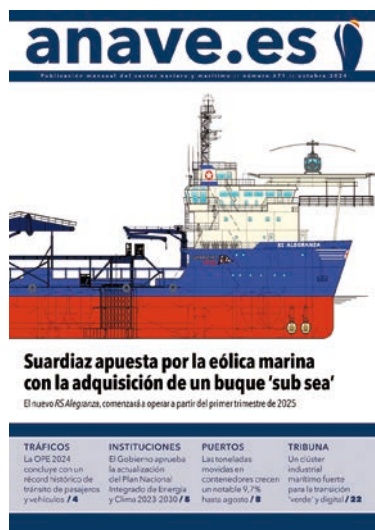 anave.es
Publicación mensual del sector naviero y marítimo :: número 671 :: octubre 2024
RS ALEGRANZA
Suardiaz apuesta por la eólica marina
con la adquisición de un buque ‘sub sea’
El nuevo RS Alegranza, comenzará a operar a partir del primer trimestre de 2025
TRÁFICOS
La OPE 2024
concluye con un
récord histórico de
tránsito de pasajeros
y vehículos / 4
INSTITUCIONES
El Gobierno aprueba
la actualización
del Plan Nacional
Integrado de Energía
y Clima 2023-2030 / 5
PUERTOS
Las toneladas
movidas en
contenedores crecen
un notable 9,7%
hasta agosto / 8
TRIBUNA
Un clúster
industrial
marítimo fuerte
para la transición
‘verde’ y digital / 22